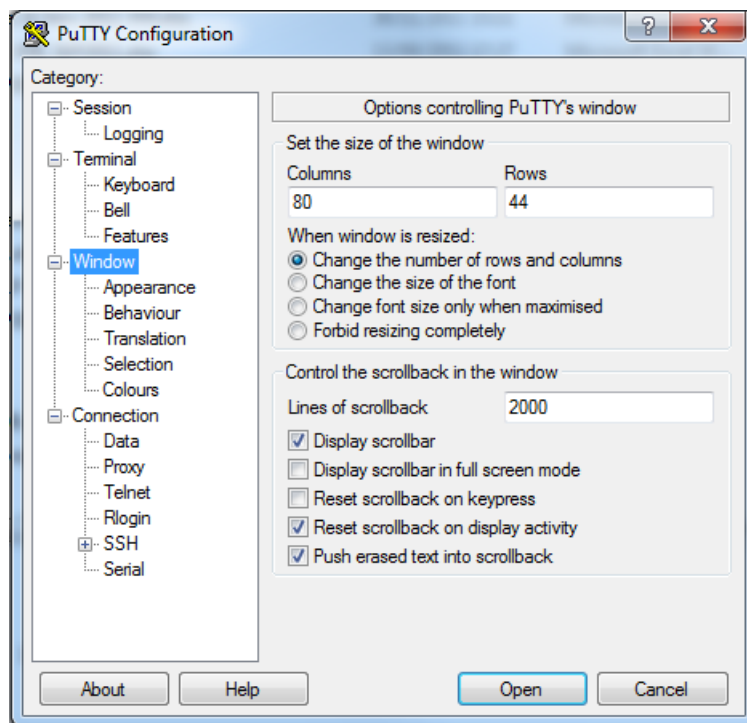 PuTTY Configuration
Category:
Session
Logging
Terminal
Keyboard
Bell
Features
Window
Appearance
Behaviour
Translation
Selection
Colours
Connection
Data
Proxy
Telnet
Rlogin
SSH
Serial
Options controlling PuTTY's window
Set the size of the window
Columns Rows
80 44
When window is resized:
Change the number of rows and columns
Change the size of the font
Change font size only when maximised
Forbid resizing completely
Control the scrollback in the window
Lines of scrollback 2000
Display scrollbar
Display scrollbar in full screen mode
Reset scrollback on keypress
Reset scrollback on display activity
Push erased text into scrollback
About Help Open Cancel